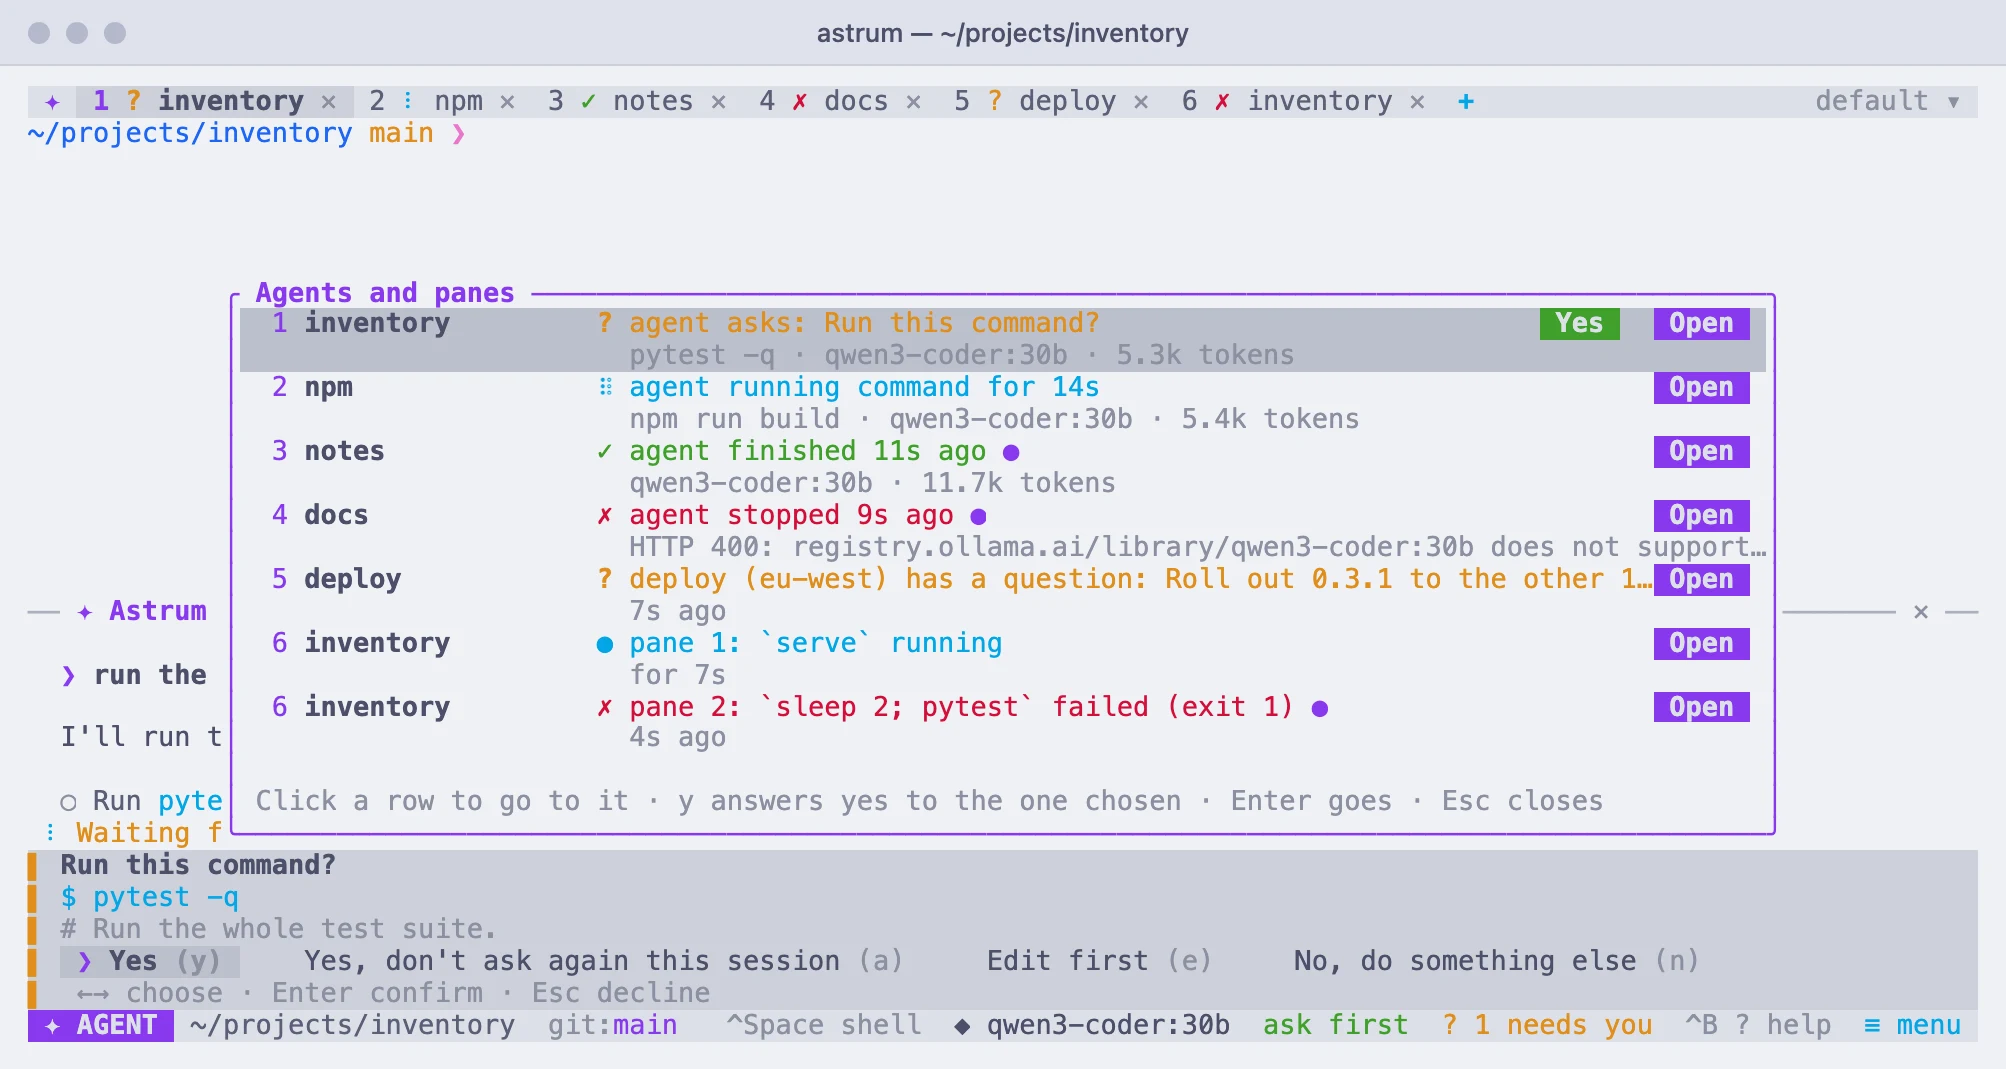 astrum — ~/projects/inventory
✦ 1 ? inventory × 2 ⁝ npm × 3 ✓ notes × 4 ✗ docs × 5 ? deploy × 6 ✗ inventory × + default ▾
~/projects/inventory main ❯
Agents and panes
1 inventory ? agent asks: Run this command? Yes Open
pytest -q · qwen3-coder:30b · 5.3k tokens
2 npm ⠿ agent running command for 14s Open
npm run build · qwen3-coder:30b · 5.4k tokens
3 notes ✓ agent finished 11s ago ● Open
qwen3-coder:30b · 11.7k tokens
4 docs ✗ agent stopped 9s ago ● Open
HTTP 400: registry.ollama.ai/library/qwen3-coder:30b does not support…
5 deploy ? deploy (eu-west) has a question: Roll out 0.3.1 to the other 1… Open
7s ago
✦ Astrum ×
6 inventory ● pane 1: `serve` running Open
for 7s
❯ run the
6 inventory ✗ pane 2: `sleep 2; pytest` failed (exit 1) ● Open
4s ago
I'll run t
Click a row to go to it · y answers yes to the one chosen · Enter goes · Esc closes
○ Run pyte
⁝ Waiting f
Run this command?
$ pytest -q
# Run the whole test suite.
❯ Yes (y) Yes, don't ask again this session (a) Edit first (e) No, do something else (n)
←→ choose · Enter confirm · Esc decline
✦ AGENT ~/projects/inventory git:main ^Space shell ◆ qwen3-coder:30b ask first ? 1 needs you ^B ? help ≡ menu